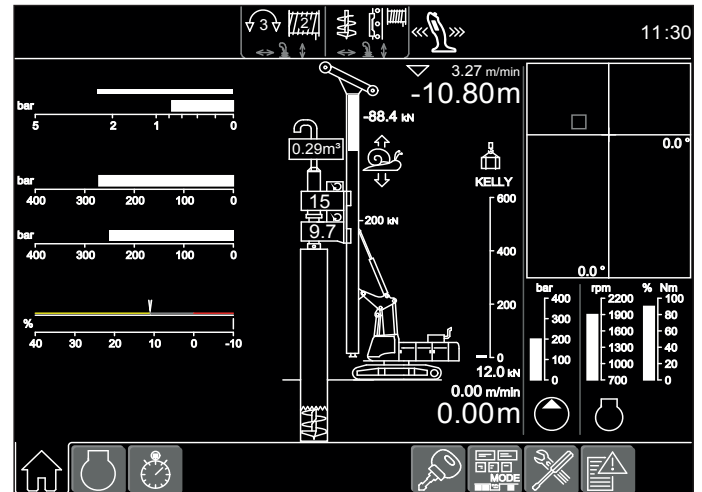 3 2 11:30
3.27 m/min
-10.80m
bar
5 2 1 0
-88.4 kN
0.29m³
0.0 °
KELLY
bar
400 300 200 100 0
15
600
200 kN
9.7
bar
400 300 200 100 0
400
0.0 °
bar rpm % Nm
400 2200 100
300 1900 80
200 1600 60
1300 40
100 1000 20
0 700 0
200
%
40 30 20 10 0 -10
0
12.0 kN
0.00 m/min
0.00m
MODE